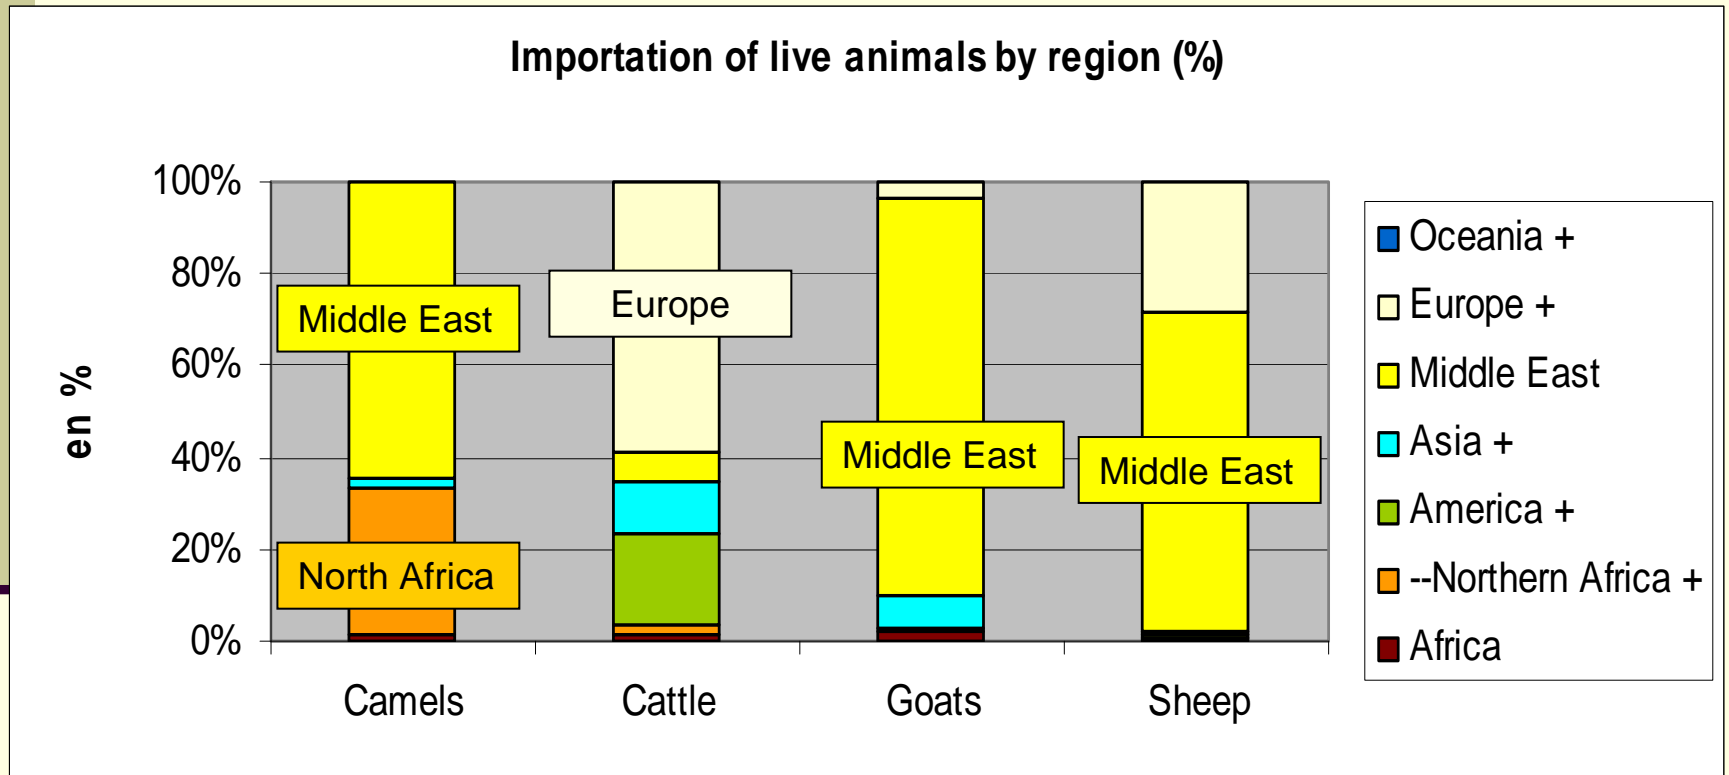 Importation of live animals by region (%)
en %
100%
80%
60%
40%
20%
0%
Middle East
North Africa
Europe
Middle East
Middle East
Camels
Cattle
Goats
Sheep
Oceania +
Europe +
Middle East
Asia +
America +
--Northern Africa +
Africa